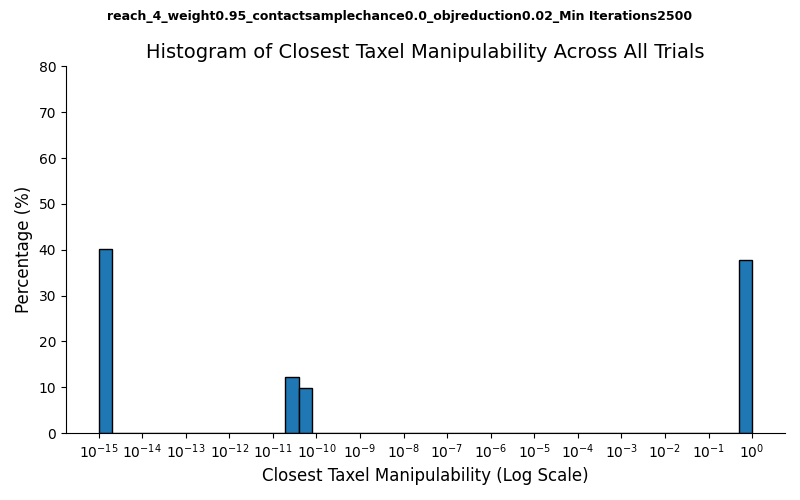 reach_4_weight0.95_contactsamplechance0.0_objreduction0.02_Min Iterations2500
Histogram of Closest Taxel Manipulability Across All Trials
80
70
60
50
40
30
20
10
0
Percentage (%)
10⁻¹⁵ 10⁻¹⁴ 10⁻¹³ 10⁻¹² 10⁻¹¹ 10⁻¹⁰ 10⁻⁹ 10⁻⁸ 10⁻⁷ 10⁻⁶ 10⁻⁵ 10⁻⁴ 10⁻³ 10⁻² 10⁻¹ 10⁰
Closest Taxel Manipulability (Log Scale)